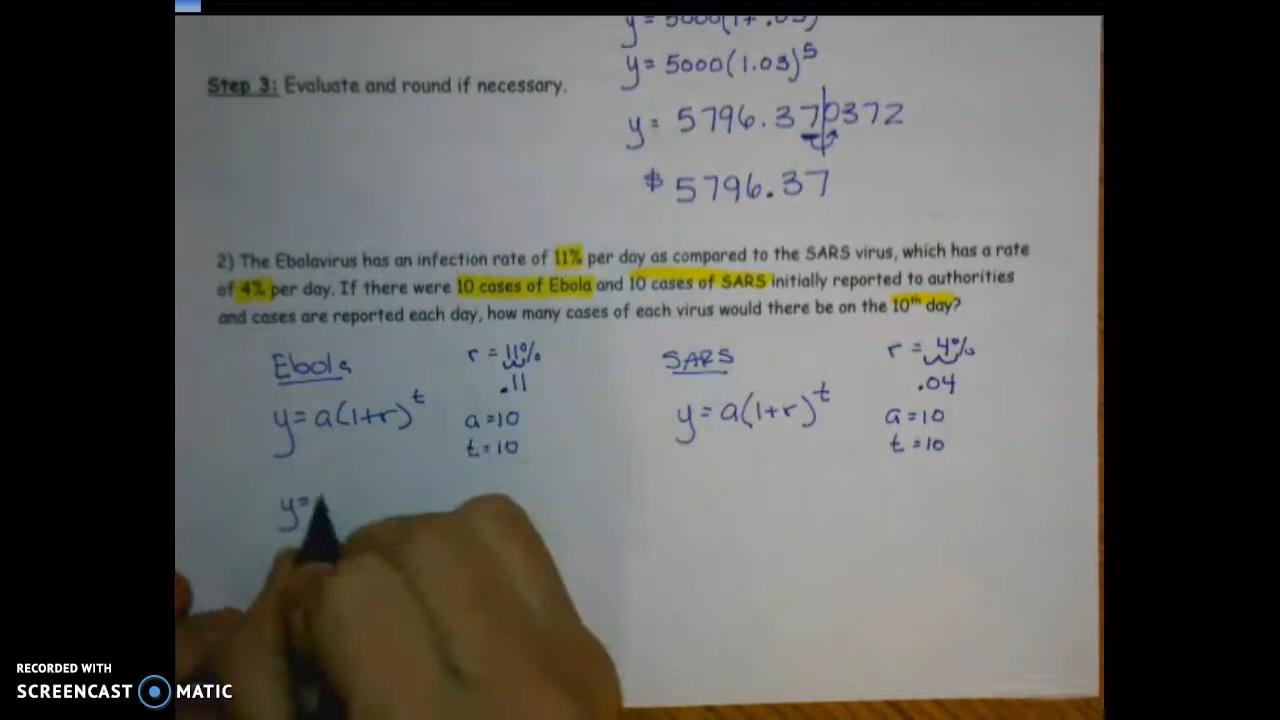 y = 5000(1+.03)
y = 5000(1.03)^5
Step 3: Evaluate and round if necessary.
y = 5796.370372
$5796.37
2) The Ebolavirus has an infection rate of 11% per day as compared to the SARS virus, which has a rate
of 4% per day. If there were 10 cases of Ebola and 10 cases of SARS initially reported to authorities
and cases are reported each day, how many cases of each virus would there be on the 10th day?
Ebola
r = 11%
.11
y = a(1+r)^t
a = 10
t = 10
y =
SARS
r = 4%
.04
y = a(1+r)^t
a = 10
t = 10
RECORDED WITH
SCREENCAST MATIC